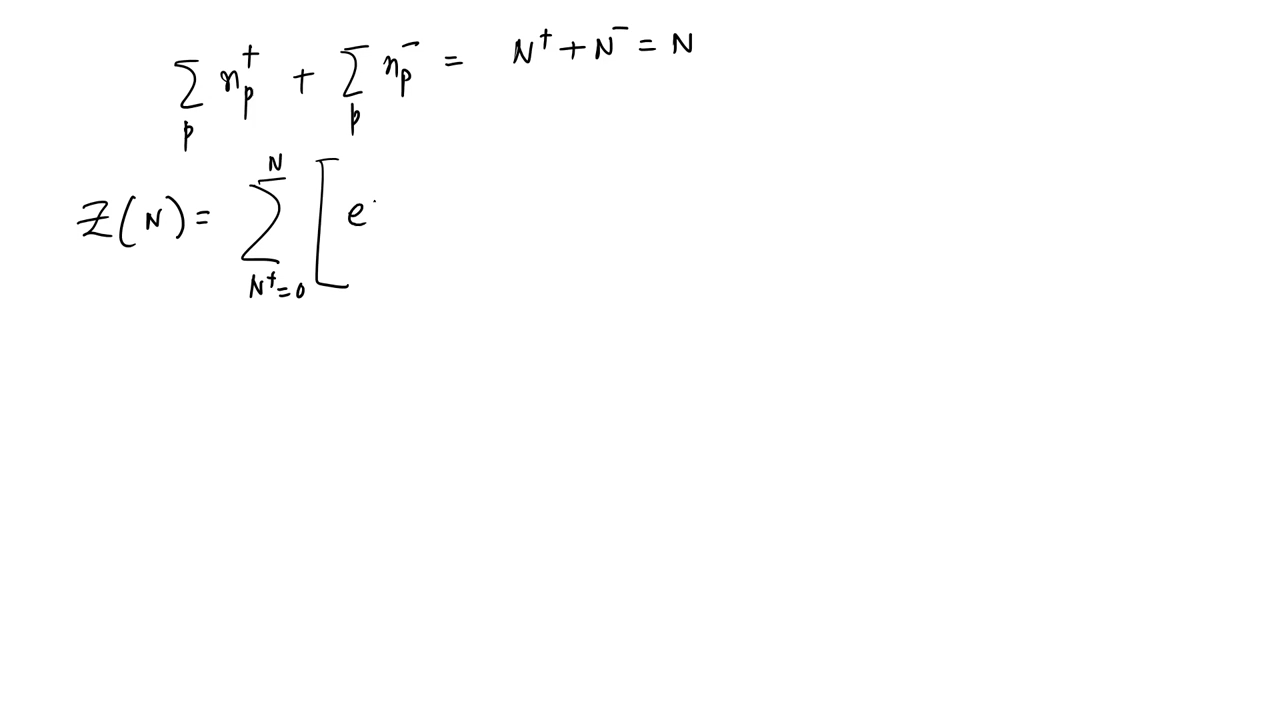 ∑_p n_p^+ + ∑_p n_p^- = N^+ + N^- = N
Z(N) = ∑_{N^+=0}^{N} [ e